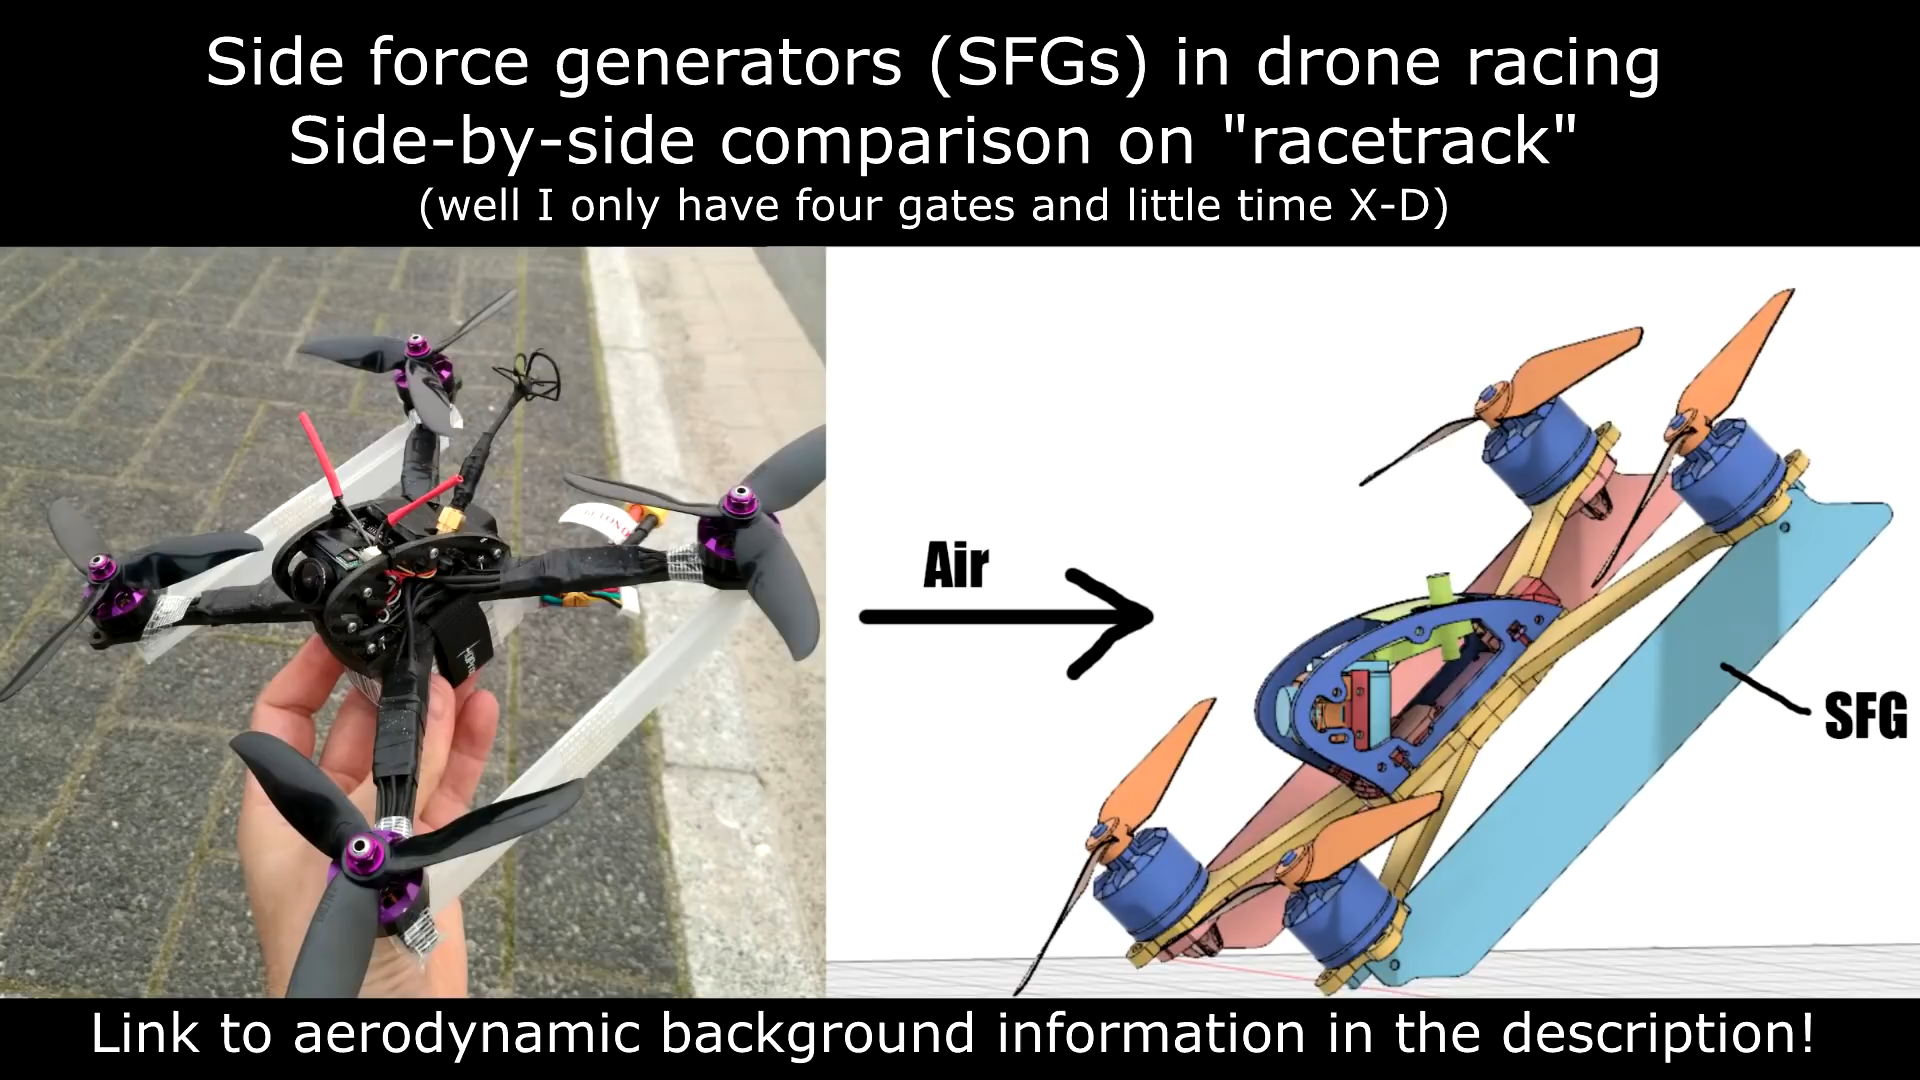 Side force generators (SFGs) in drone racing
Side-by-side comparison on "racetrack"
(well I only have four gates and little time X-D)
Air
SFG
Link to aerodynamic background information in the description!